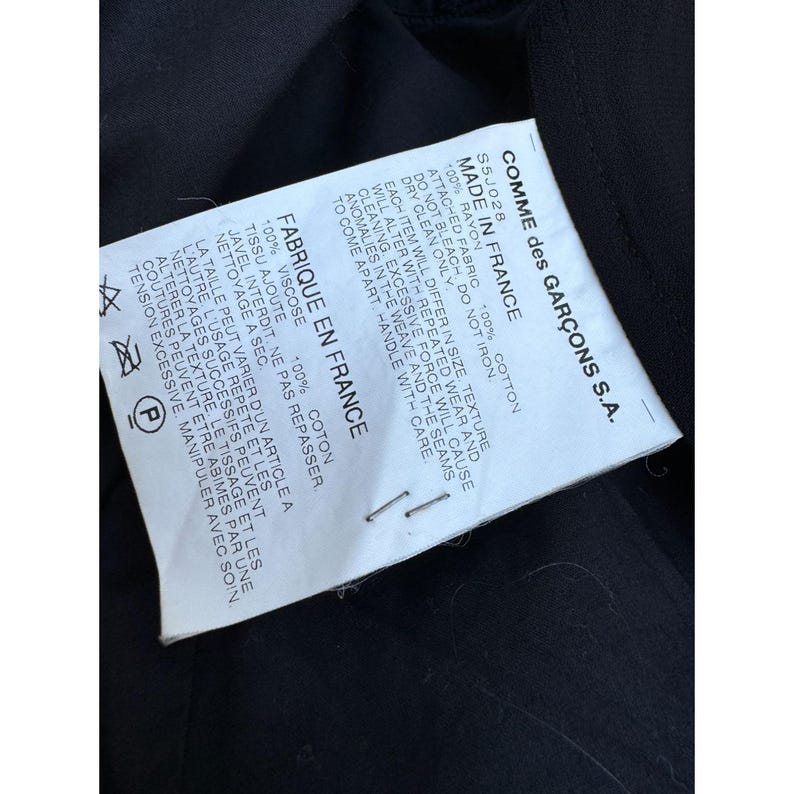 COMME des GARÇONS S.A.
S5J028
MADE IN FRANCE
100% RAYON
ATTACHED FABRIC 100% COTTON
DO NOT BLEACH, DO NOT IRON.
DRY CLEAN ONLY.
EACH ITEM WILL DIFFER IN SIZE, TEXTURE
WILL ALTER WITH REPEATED WEAR AND
CLEANING. EXCESSIVE FORCE WILL CAUSE
ANOMALIES IN THE WEAVE AND THE SEAMS
TO COME APART. HANDLE WITH CARE.
FABRIQUE EN FRANCE
100% VISCOSE
TISSU AJOUTE 100% COTON
JAVEL INTERDIT, NE PAS REPASSER.
NETTOYAGE A SEC.
LA TAILLE PEUT VARIER D'UN ARTICLE A
L'AUTRE. L'USAGE REPETE ET LES
NETTOYAGES SUCCESSIFS PEUVENT
ALTERER LA TEXTURE. LE TISSAGE ET LES
COUTURES PEUVENT ETRE ABIMES PAR UNE
TENSION EXCESSIVE. MANIPULER AVEC SOIN.
P